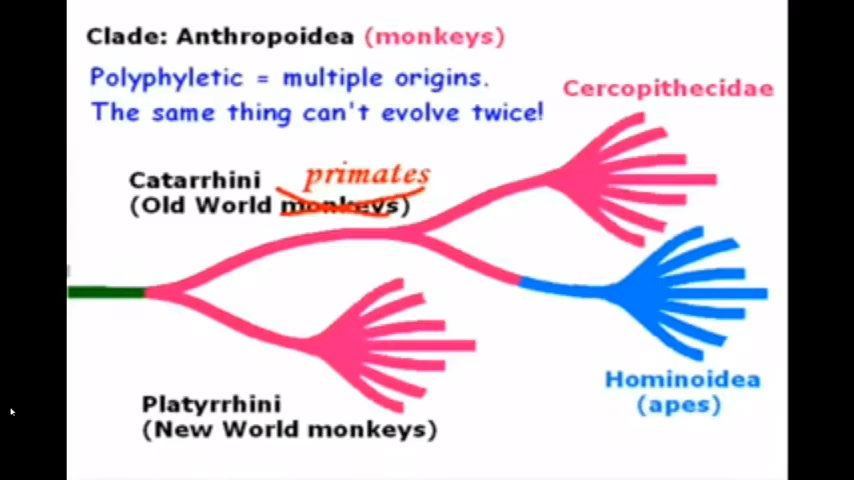 Clade: Anthropoidea (monkeys)
Polyphyletic = multiple origins.
The same thing can't evolve twice!
Cercopithecidae
primates
Catarrhini
(Old World monkeys)
Hominoidea
(apes)
Platyrrhini
(New World monkeys)